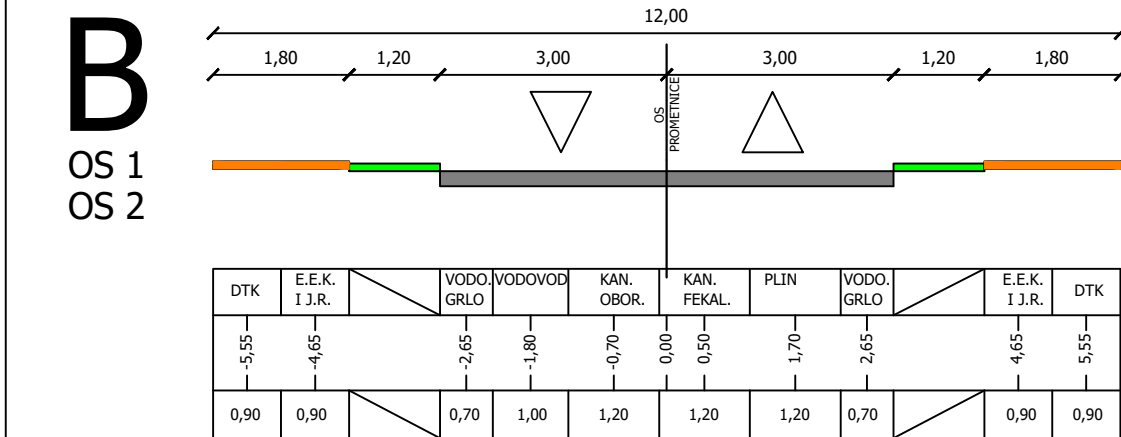 B
OS 1
OS 2
12,00
1,80 1,20 3,00 3,00 1,20 1,80
OS
PROMETNICE
DTK
E.E.K.
I J.R.
VODO.
GRLO
VODOVOD
KAN.
OBOR.
KAN.
FEKAL.
PLIN
VODO.
GRLO
E.E.K.
I J.R.
DTK
-5,55 -4,65 -2,65 -1,80 -0,70 0,00 0,50 1,70 2,65 4,65 5,55
0,90 0,90 0,70 1,00 1,20 1,20 1,20 0,70 0,90 0,90